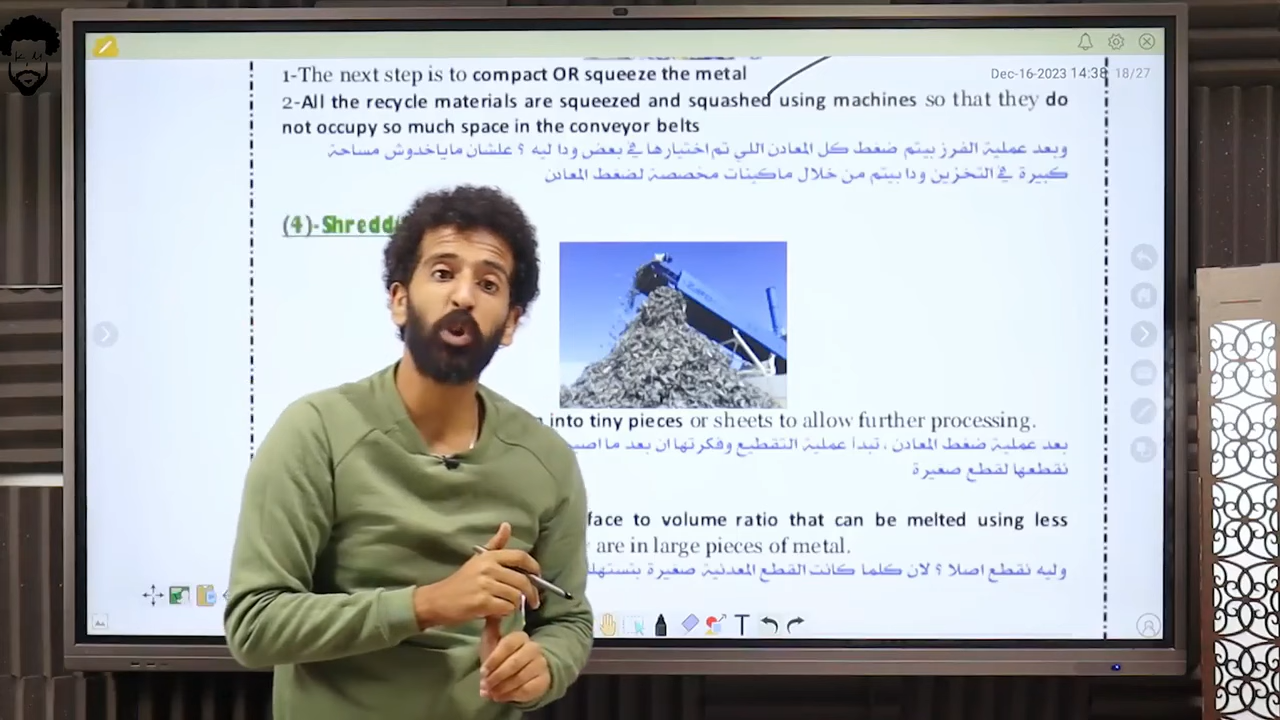 1-The next step is to compact OR squeeze the metal
Dec-16-2023 14:38 18/27
2-All the recycle materials are squeezed and squashed using machines so that they do
not occupy so much space in the conveyor belts
وبعد عملية الفرز بيتم ضغط كل المعادن اللي تم اختيارها في بعض ودا ليه ؟ علشان ماياخدوش مساحة
كبيرة في التخزين ودا بيتم من خلال ماكينات مخصصة لضغط المعادن
(4)-Shredd
into tiny pieces or sheets to allow further processing.
بعد عملية ضغط المعادن ، تبدأ عملية التقطيع وفكرتها ان بعد ما
نقطعها لقطع صغيرة
face to volume ratio that can be melted using less
are in large pieces of metal.
وليه نقطع اصلا ؟ لان كلما كانت القطع المعدنية صغيرة بتستهل
T